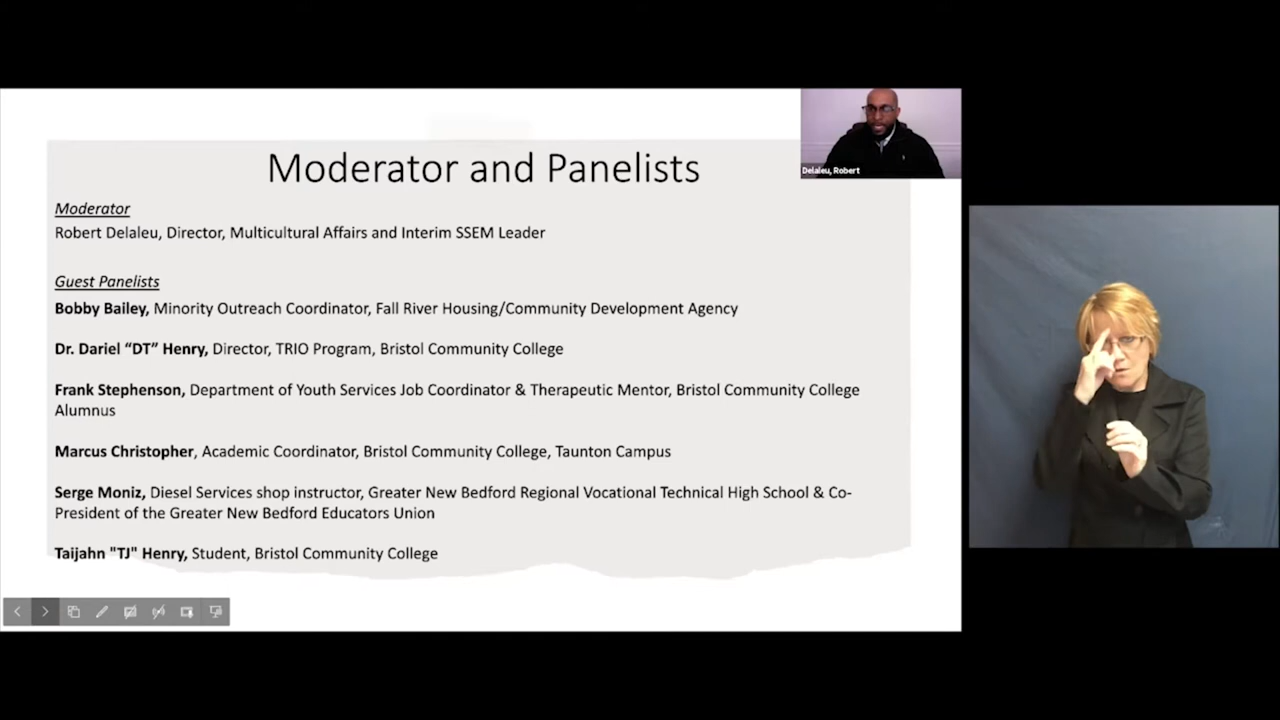 Moderator and Panelists
Delaleu, Robert
Moderator
Robert Delaleu, Director, Multicultural Affairs and Interim SSEM Leader
Guest Panelists
Bobby Bailey, Minority Outreach Coordinator, Fall River Housing/Community Development Agency
Dr. Dariel “DT” Henry, Director, TRIO Program, Bristol Community College
Frank Stephenson, Department of Youth Services Job Coordinator & Therapeutic Mentor, Bristol Community College
Alumnus
Marcus Christopher, Academic Coordinator, Bristol Community College, Taunton Campus
Serge Moniz, Diesel Services shop instructor, Greater New Bedford Regional Vocational Technical High School & Co-
President of the Greater New Bedford Educators Union
Taijahn "TJ" Henry, Student, Bristol Community College